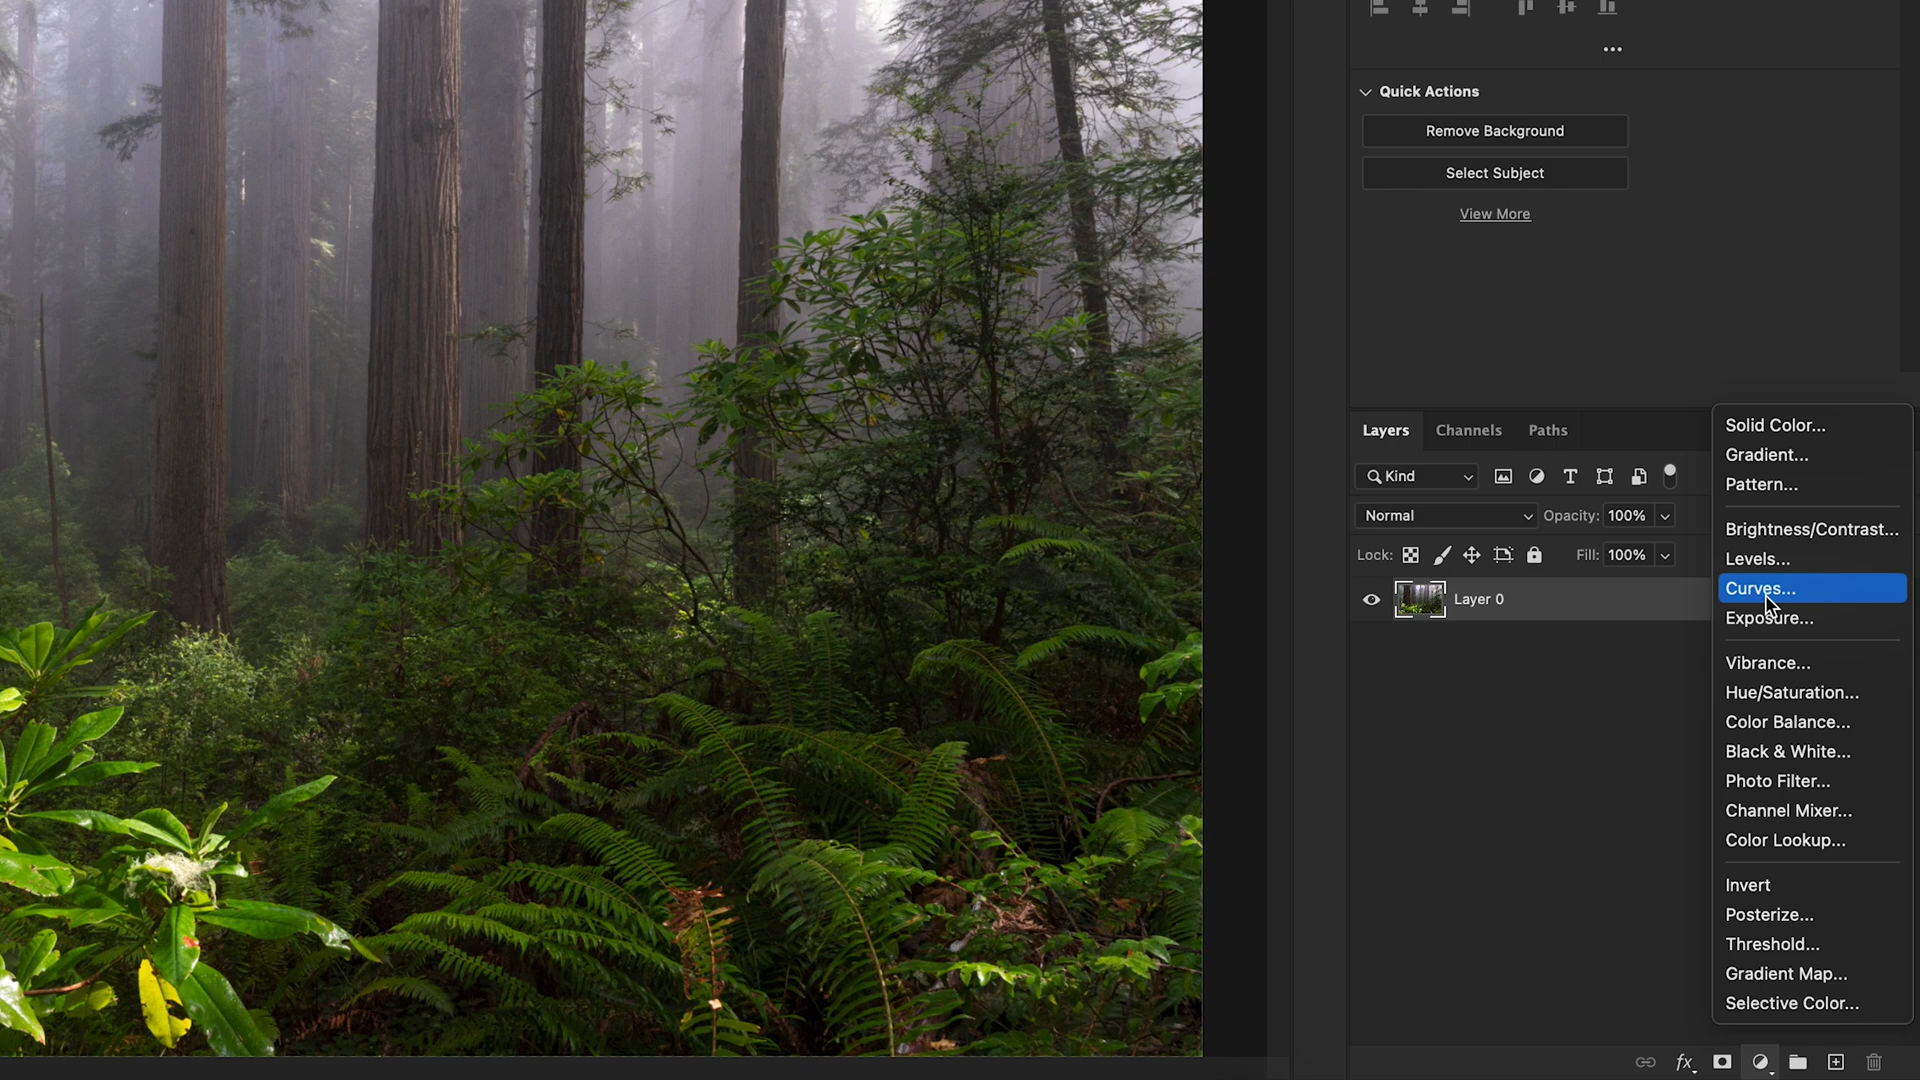 Quick Actions
Remove Background
Select Subject
View More
Layers Channels Paths
Kind
Normal Opacity: 100%
Lock: Fill: 100%
Layer 0
Solid Color...
Gradient...
Pattern...
Brightness/Contrast...
Levels...
Curves...
Exposure...
Vibrance...
Hue/Saturation...
Color Balance...
Black & White...
Photo Filter...
Channel Mixer...
Color Lookup...
Invert
Posterize...
Threshold...
Gradient Map...
Selective Color...
fx